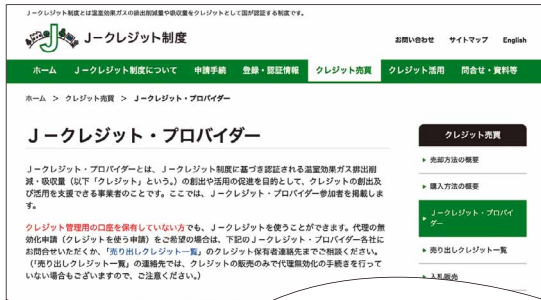 J－クレジット制度とは温室効果ガスの排出削減量や吸収量をクレジットとして国が認証する制度です。
J－クレジット制度
お問い合わせ　サイトマップ　English
ホーム　J－クレジット制度について　申請手続　登録・認証情報　クレジット売買　クレジット活用　問合せ・資料等
ホーム　＞　クレジット売買　＞　J－クレジット・プロバイダー
J－クレジット・プロバイダー
J－クレジット・プロバイダーとは、J－クレジット制度に基づき認証される温室効果ガス排出削
減・吸収量（以下「クレジット」という。）の創出や活用の促進を目的として、クレジットの創出及
び活用を支援できる事業者のことです。ここでは、J－クレジット・プロバイダー参加者を掲載しま
す。
クレジット管理用の口座を保有していない方でも、J－クレジットを使うことができます。代理の無
効化申請（クレジットを使う申請）をご希望の場合は、下記のJ－クレジット・プロバイダー各社に
お問合せいただくか、「売り出しクレジット一覧」のクレジット保有者連絡先までご相談ください。
（「売り出しクレジット一覧」の連絡先では、クレジットの販売のみで代理無効化の手続きを行って
いない場合もございますので、ご注意ください。）
クレジット売買
売却方法の概要
購入方法の概要
J－クレジット・プロバイ
ダー
売り出しクレジット一覧
入札販売